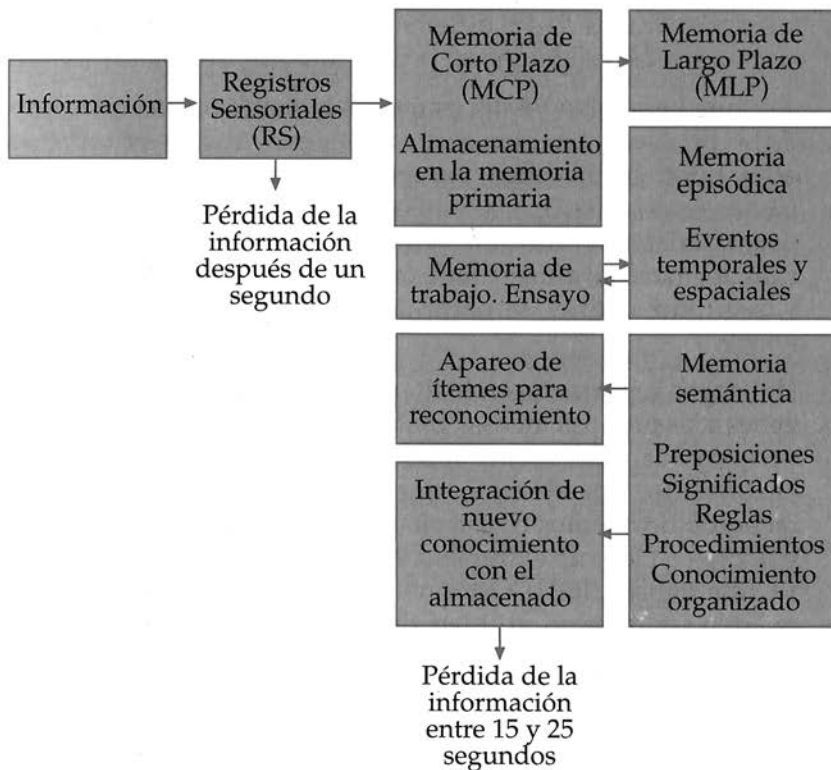 Información
Registros
Sensoriales
(RS)
Pérdida de la
información
después de un
segundo
Memoria de
Corto Plazo
(MCP)
Almacenamiento
en la memoria
primaria
Memoria de
trabajo. Ensayo
Apareo de
ítemes para
reconocimiento
Integración de
nuevo
conocimiento
con el
almacenado
Pérdida de la
información
entre 15 y 25
segundos
Memoria de
Largo Plazo
(MLP)
Memoria
episódica
Eventos
temporales y
espaciales
Memoria
semántica
Preposiciones
Significados
Reglas
Procedimientos
Conocimiento
organizado